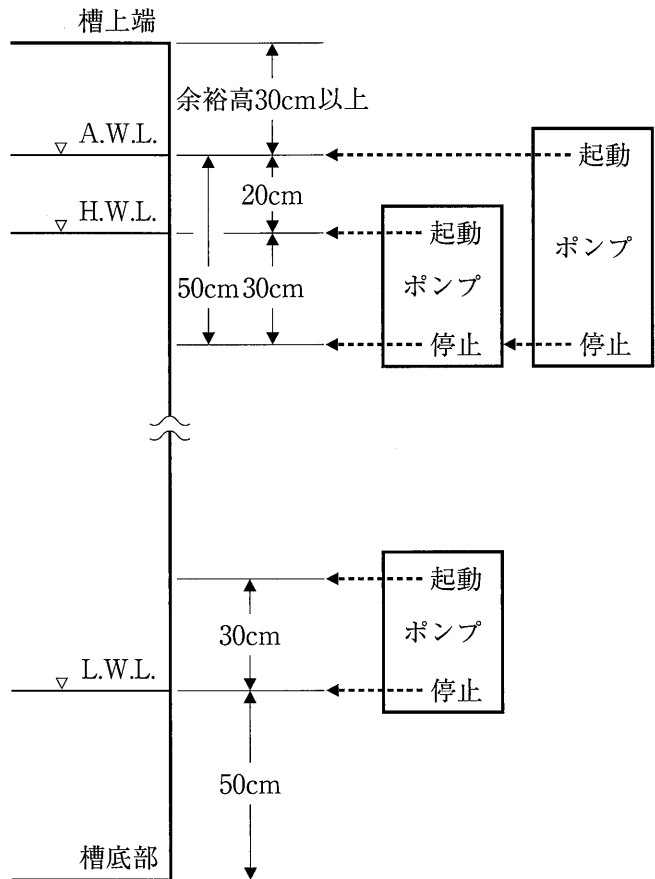 槽上端
余裕高30cm以上
A.W.L.
起動
20cm
H.W.L.
起動
ポンプ
ポンプ
50cm
30cm
停止
停止
起動
30cm
ポンプ
L.W.L.
停止
50cm
槽底部